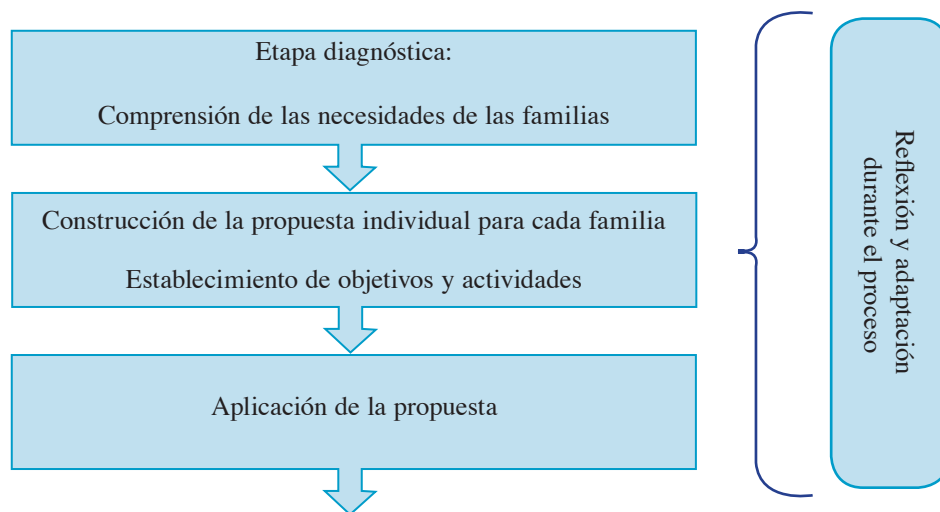 Etapa diagnóstica:
Comprensión de las necesidades de las familias
Construcción de la propuesta individual para cada familia
Establecimiento de objetivos y actividades
Aplicación de la propuesta
Reflexión y adaptación
durante el proceso